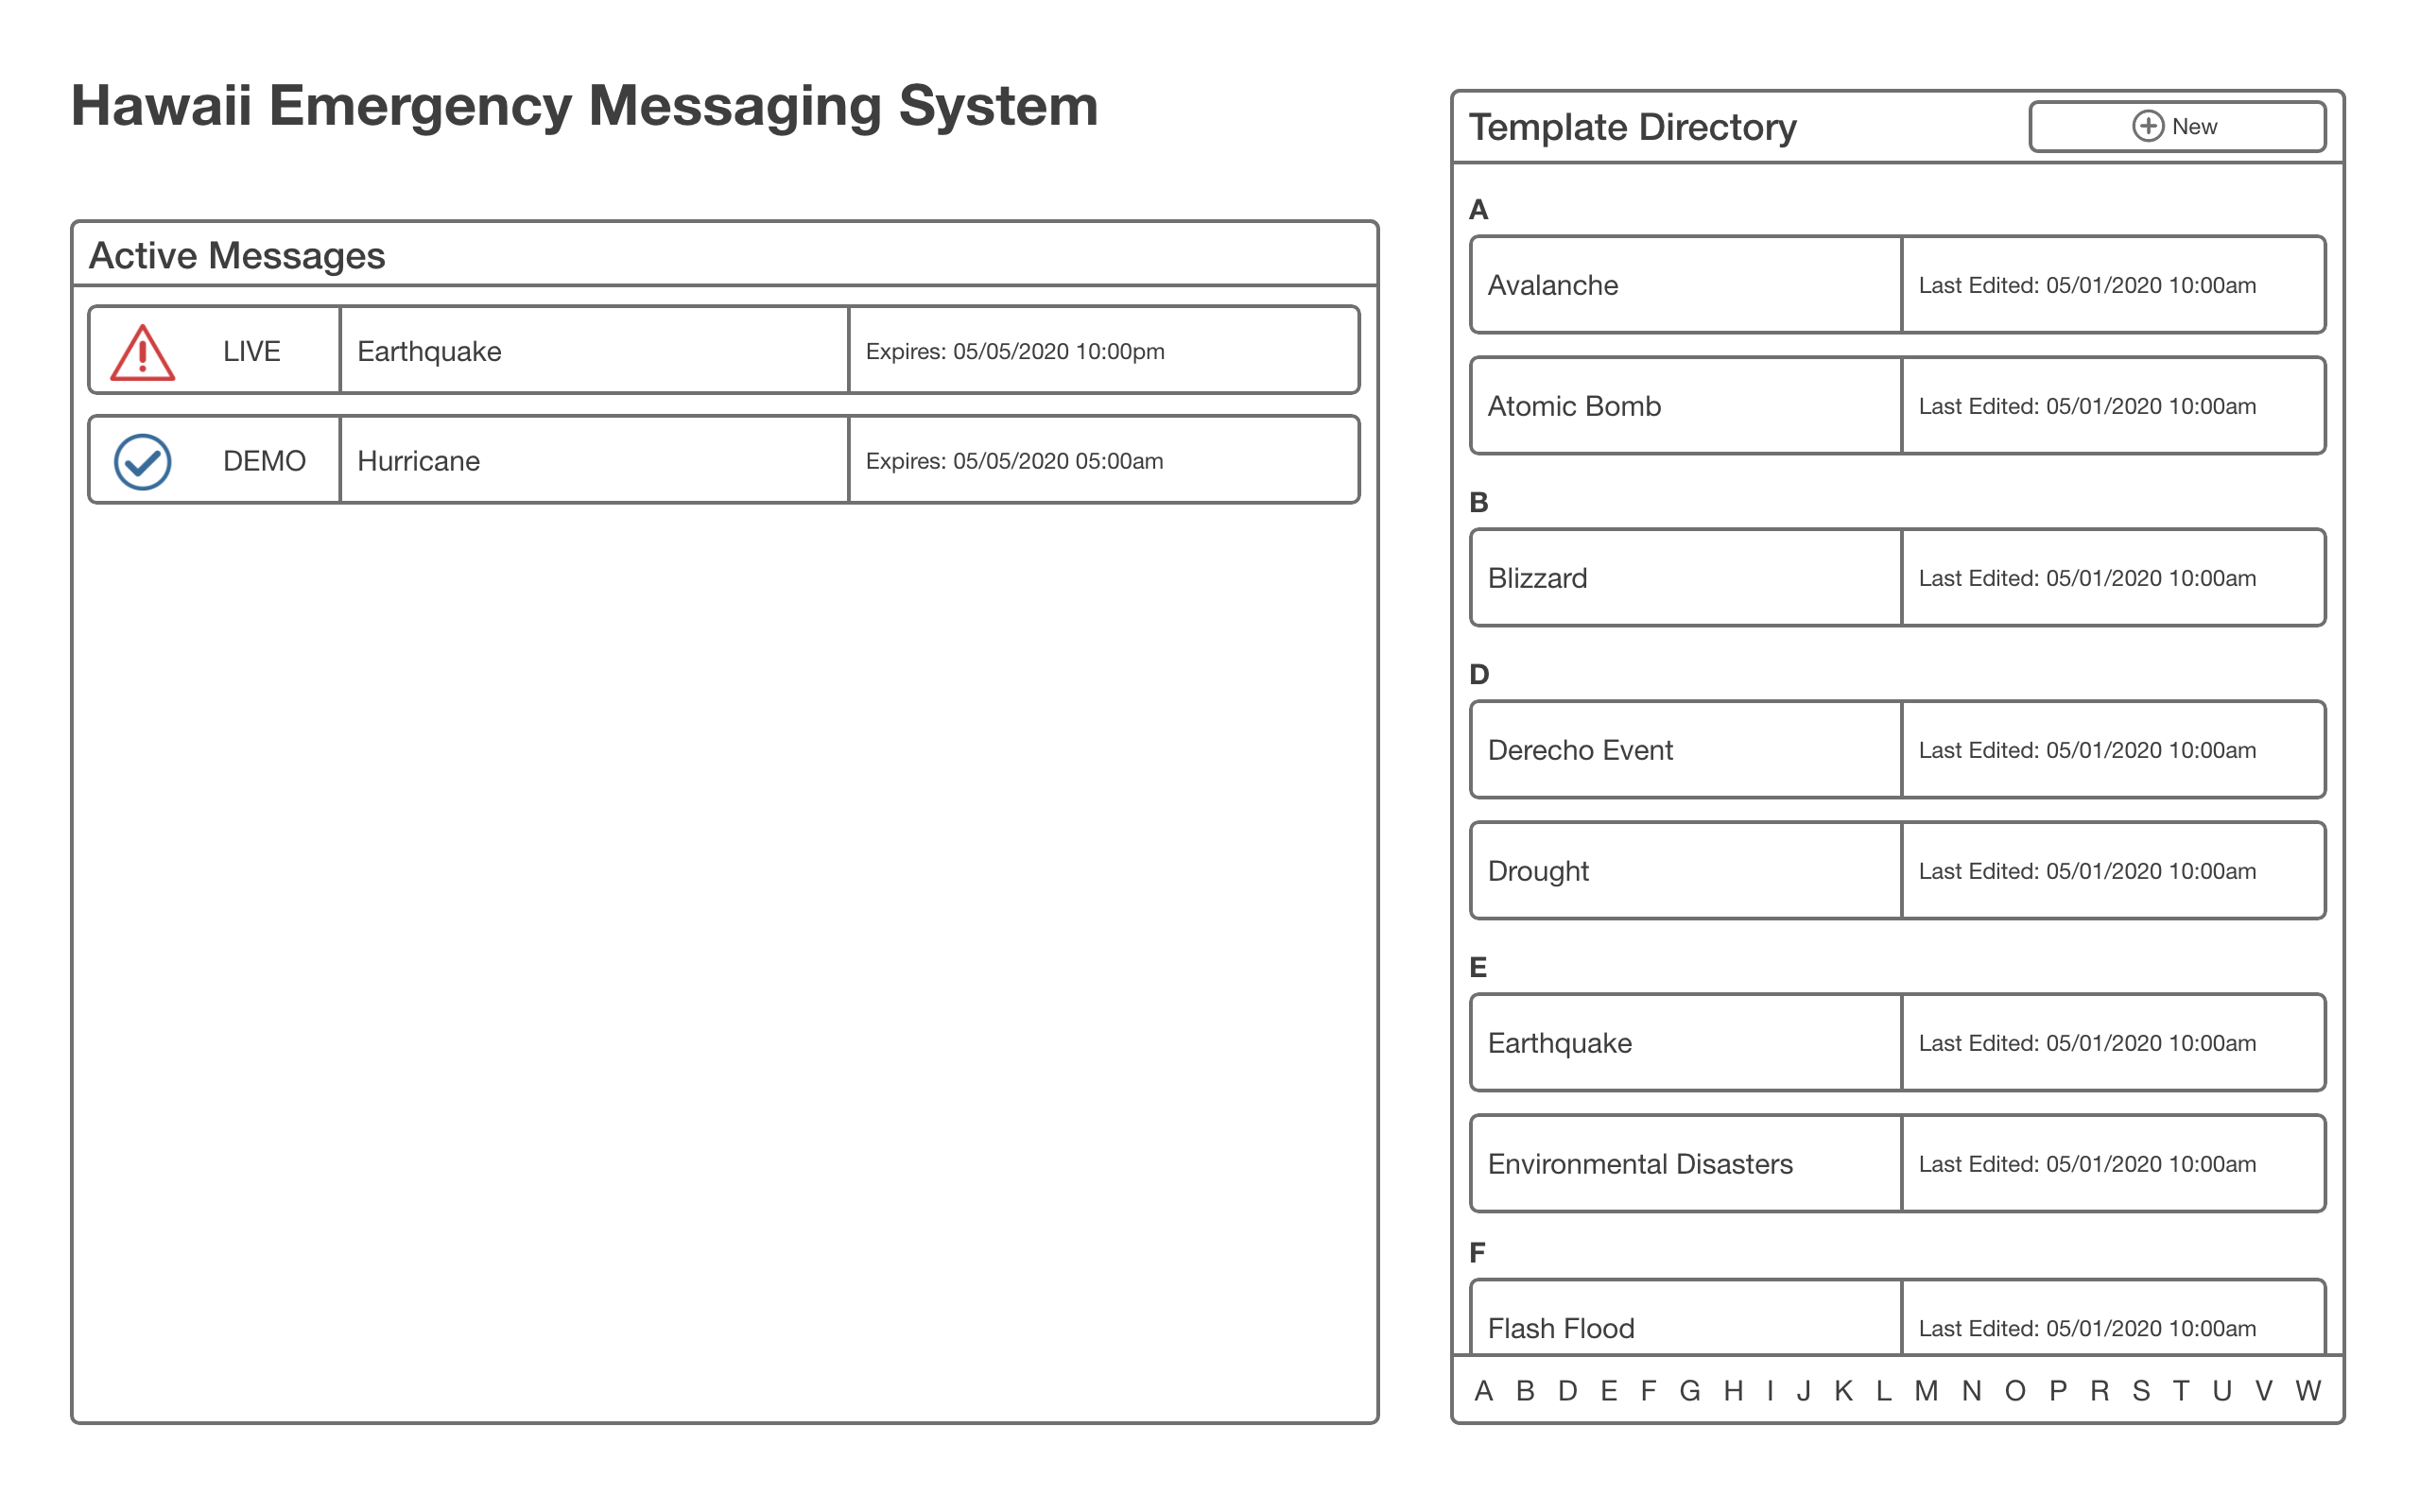 Hawaii Emergency Messaging System
Active Messages
LIVE Earthquake Expires: 05/05/2020 10:00pm
DEMO Hurricane Expires: 05/05/2020 05:00am
Template Directory New
A
Avalanche Last Edited: 05/01/2020 10:00am
Atomic Bomb Last Edited: 05/01/2020 10:00am
B
Blizzard Last Edited: 05/01/2020 10:00am
D
Derecho Event Last Edited: 05/01/2020 10:00am
Drought Last Edited: 05/01/2020 10:00am
E
Earthquake Last Edited: 05/01/2020 10:00am
Environmental Disasters Last Edited: 05/01/2020 10:00am
F
Flash Flood Last Edited: 05/01/2020 10:00am
A B D E F G H I J K L M N O P R S T U V W